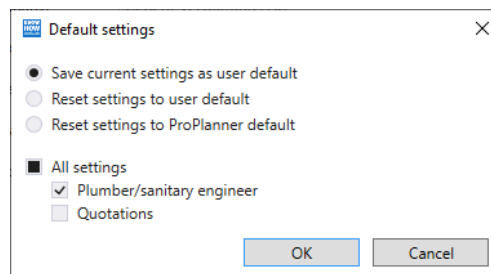 Default settings
Save current settings as user default
Reset settings to user default
Reset settings to ProPlanner default
All settings
Plumber/sanitary engineer
Quotations
OK
Cancel